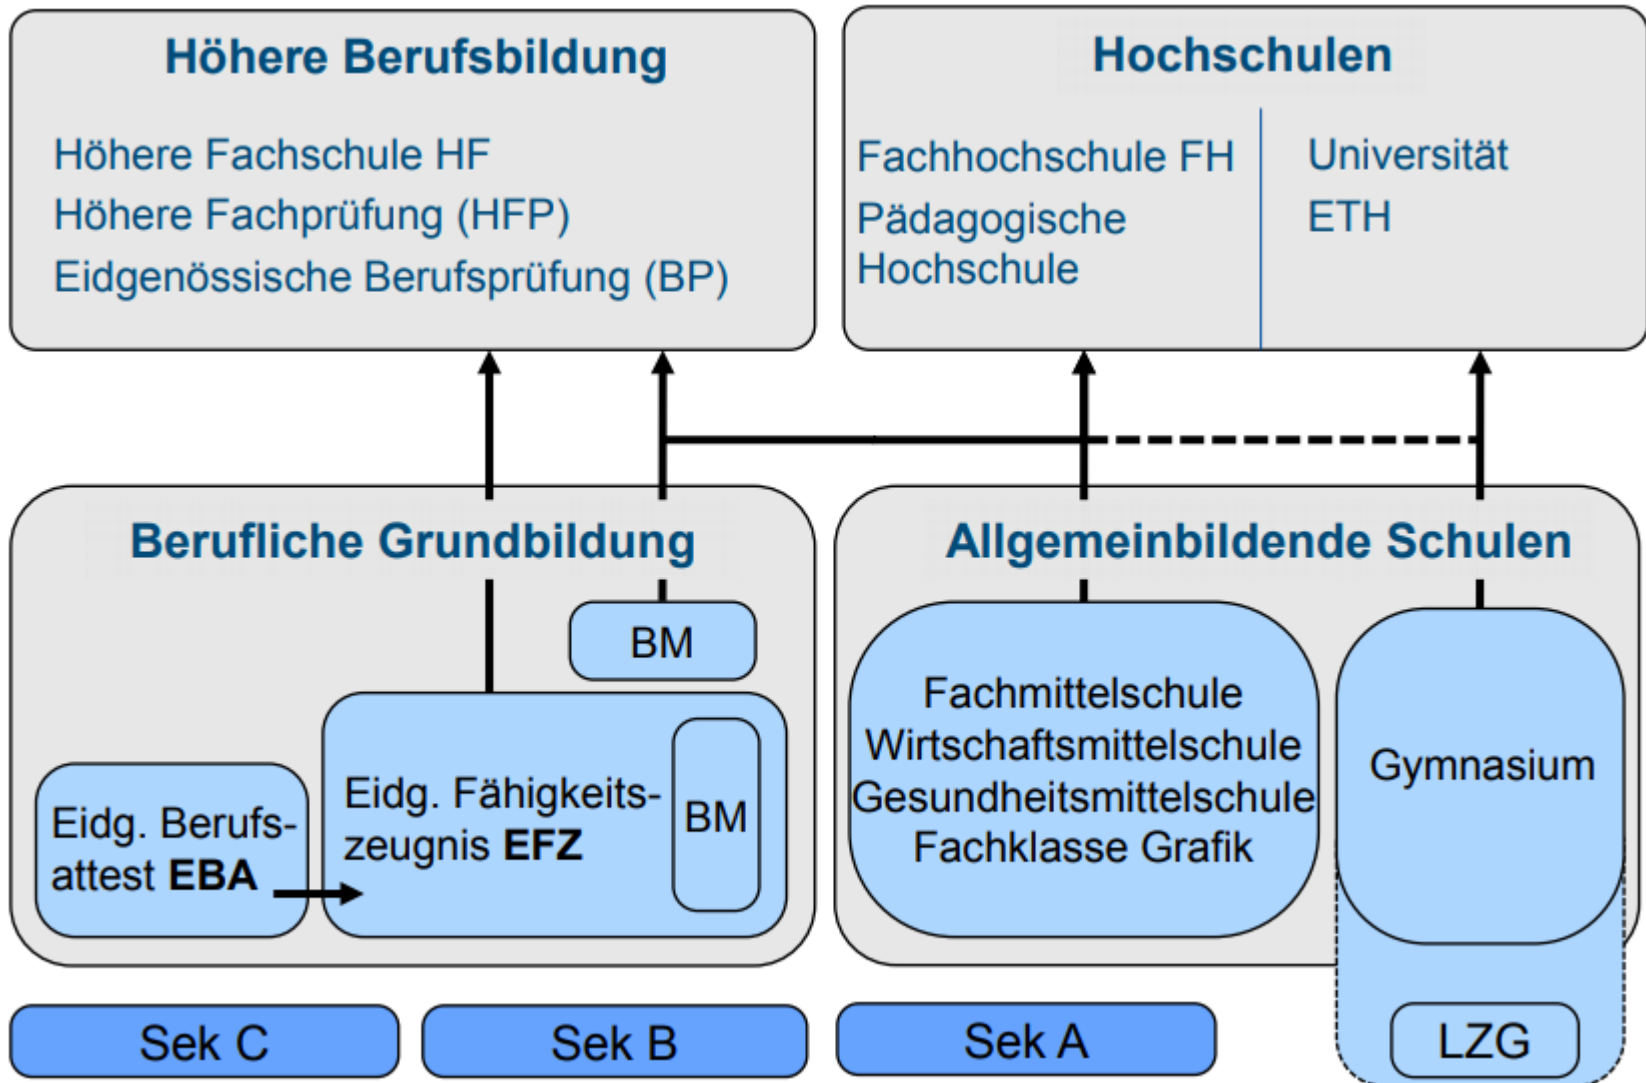 Höhere Berufsbildung
Höhere Fachschule HF
Höhere Fachprüfung (HFP)
Eidgenössische Berufsprüfung (BP)
Hochschulen
Fachhochschule FH
Pädagogische
Hochschule
Universität
ETH
Berufliche Grundbildung
BM
Eidg. Berufs-
attest EBA
Eidg. Fähigkeits-
zeugnis EFZ
BM
Allgemeinbildende Schulen
Fachmittelschule
Wirtschaftsmittelschule
Gesundheitsmittelschule
Fachklasse Grafik
Gymnasium
Sek C
Sek B
Sek A
LZG